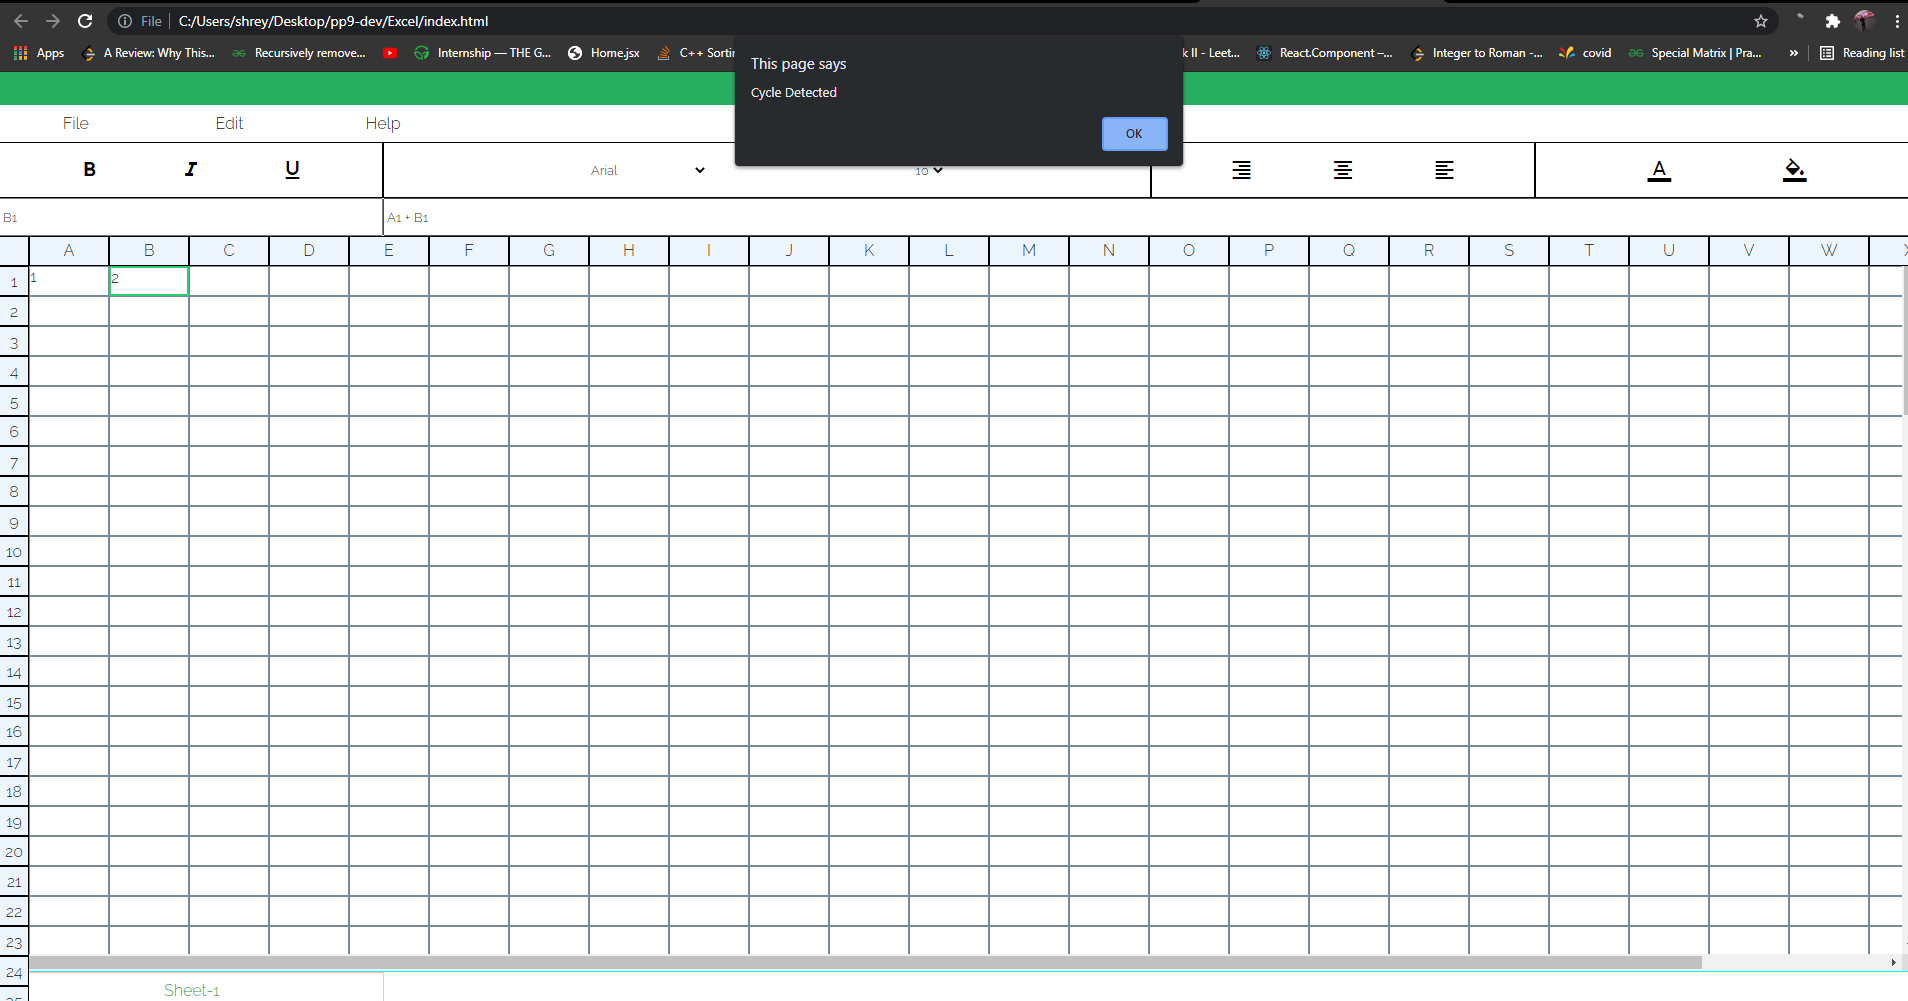 File C:/Users/shrey/Desktop/pp9-dev/Excel/index.html
Apps A Review: Why This... Recursively remove... Internship — THE G... Home.jsx C++ Sortin k II - Leet... React.Component –... Integer to Roman -... covid Special Matrix | Pra... » Reading list
This page says
Cycle Detected
OK
File Edit Help
B I U Arial 10 A
B1 A1 + B1
A B C D E F G H I J K L M N O P Q R S T U V W X
1 1 2
2
3
4
5
6
7
8
9
10
11
12
13
14
15
16
17
18
19
20
21
22
23
24
25
Sheet-1